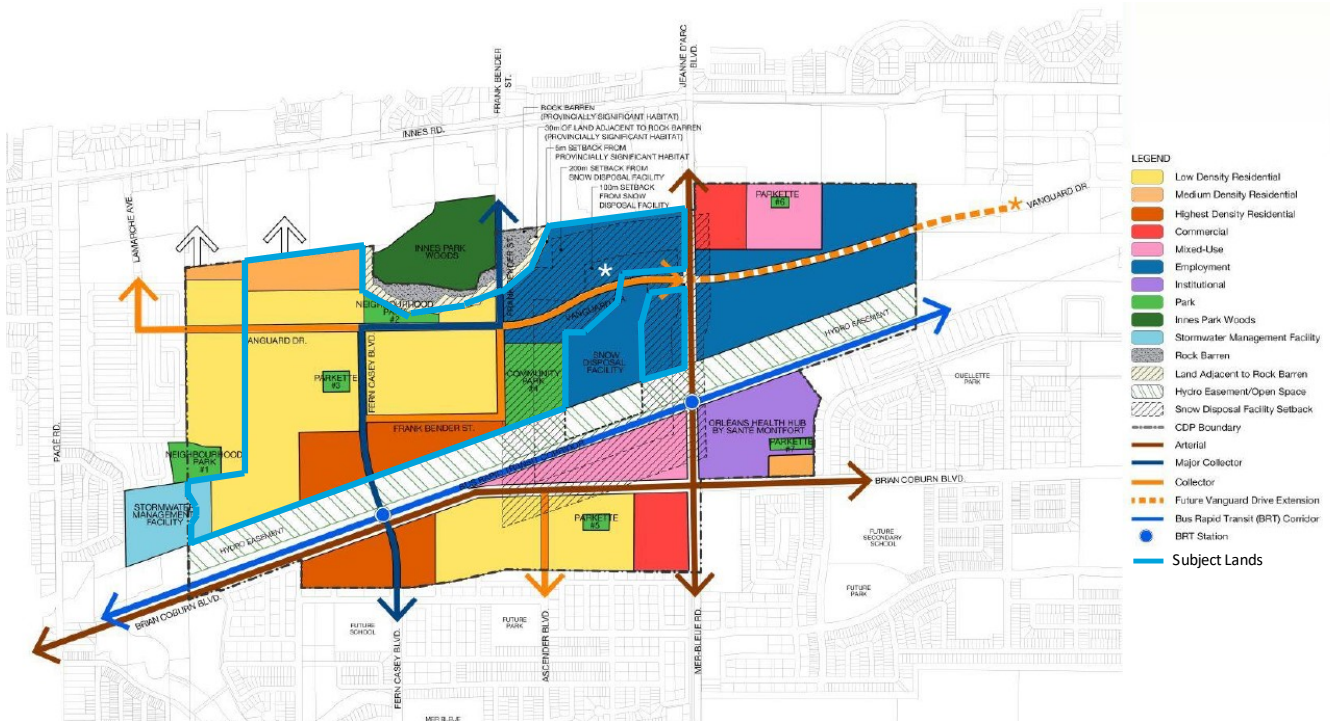 FRANK BENDER
ST.
JEANNE D'ARC
BLVD.
INNES RD.
ROCK BARREN
(PROVINCIALLY SIGNIFICANT HABITAT)
30m OF LAND ADJACENT TO ROCK BARREN
(PROVINCIALLY SIGNIFICANT HABITAT)
5m SETBACK FROM
PROVINCIALLY SIGNIFICANT HABITAT
200m SETBACK FROM
SNOW DISPOSAL FACILITY
100m SETBACK
FROM SNOW
DISPOSAL FACILITY
LAMARCHE AVE.
INNES PARK
WOODS
PARKETTE
#6
VANGUARD DR.
NEIGHBOURHOOD
#2
ANGUARD DR.
FERN CASEY BLVD.
PARKETTE
#3
COMMUNITY
PARK
#4
SNOW
DISPOSAL
FACILITY
HYDRO EASEMENT
OUELLETTE
PARK
FRANK BENDER ST.
ORLÉANS HEALTH HUB
BY SANTÉ MONTFORT
PARKETTE
#7
PAGE RD.
NEIGHBOURHOOD
PARK
#1
STORMWATER
MANAGEMENT
FACILITY
BRIAN COBURN BLVD.
HYDRO EASEMENT
PARKETTE
#5
FUTURE
SECONDARY
SCHOOL
BRIAN COBURN BLVD.
FUTURE
SCHOOL
FUTURE
PARK
FUTURE
PARK
FERN CASEY BLVD.
ASCENDER BLVD.
MER-BLEUE RD.
LEGEND
Low Density Residential
Medium Density Residential
Highest Density Residential
Commercial
Mixed-Use
Employment
Institutional
Park
Innes Park Woods
Stormwater Management Facility
Rock Barren
Land Adjacent to Rock Barren
Hydro Easement/Open Space
Snow Disposal Facility Setback
CDP Boundary
Arterial
Major Collector
Collector
Future Vanguard Drive Extension
Bus Rapid Transit (BRT) Corridor
BRT Station
Subject Lands